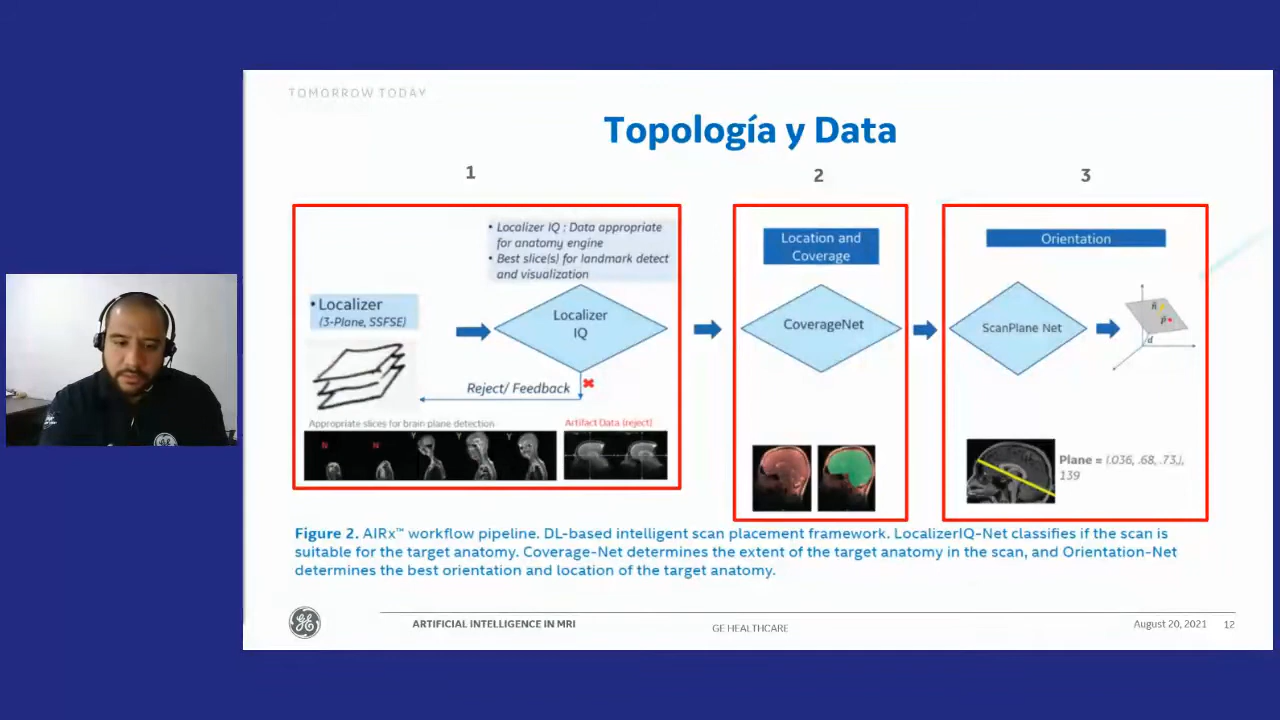 TOMORROW TODAY
Topología y Data
1
2
3
• Localizer IQ : Data appropriate
for anatomy engine
• Best slice(s) for landmark detect
and visualization
• Localizer
(3-Plane, SSFSE)
Localizer
IQ
Reject/ Feedback
Appropriate slices for brain plane detection
Artifact Data (reject)
N
N
Y
Y
Y
Location and
Coverage
CoverageNet
Orientation
ScanPlane Net
n̂
p̂
d
Plane = (.036, .68, .73,),
139
Figure 2. AIRx™ workflow pipeline. DL-based intelligent scan placement framework. LocalizerIQ-Net classifies if the scan is
suitable for the target anatomy. Coverage-Net determines the extent of the target anatomy in the scan, and Orientation-Net
determines the best orientation and location of the target anatomy.
ARTIFICIAL INTELLIGENCE IN MRI
GE HEALTHCARE
August 20, 2021
12